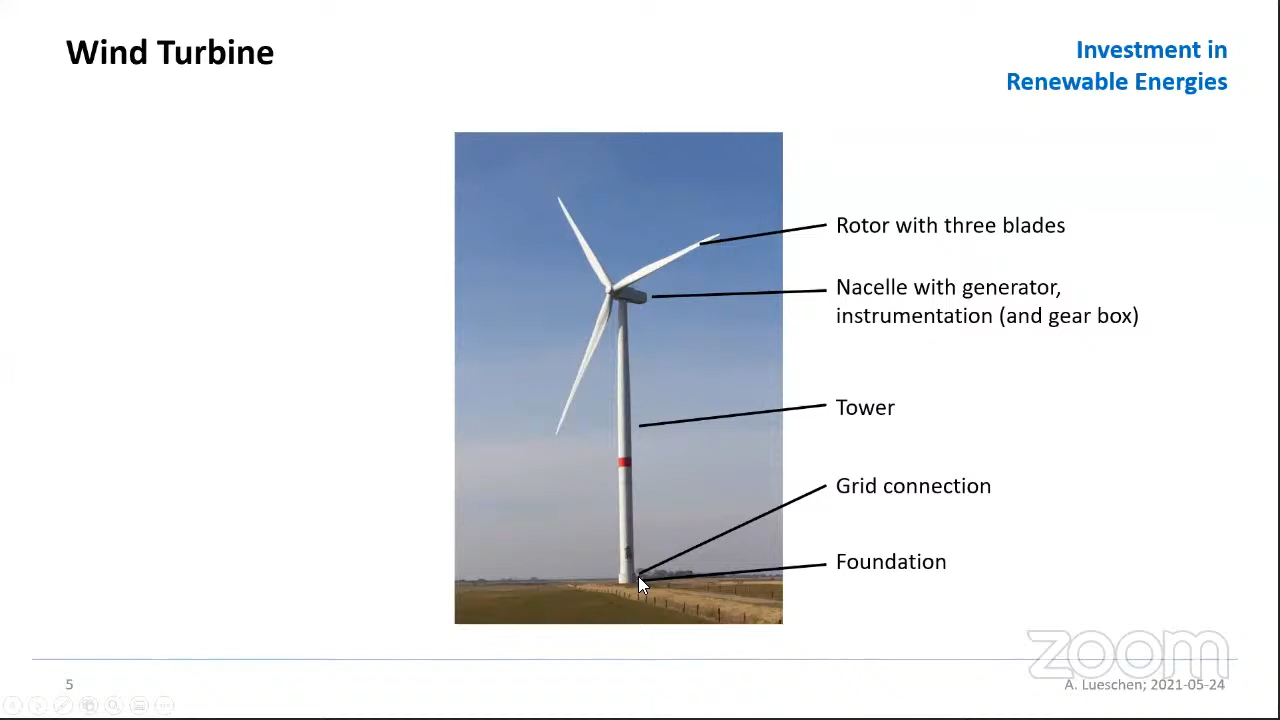 Wind Turbine
Investment in
Renewable Energies
Rotor with three blades
Nacelle with generator,
instrumentation (and gear box)
Tower
Grid connection
Foundation
zoom
5
A. Lueschen; 2021-05-24